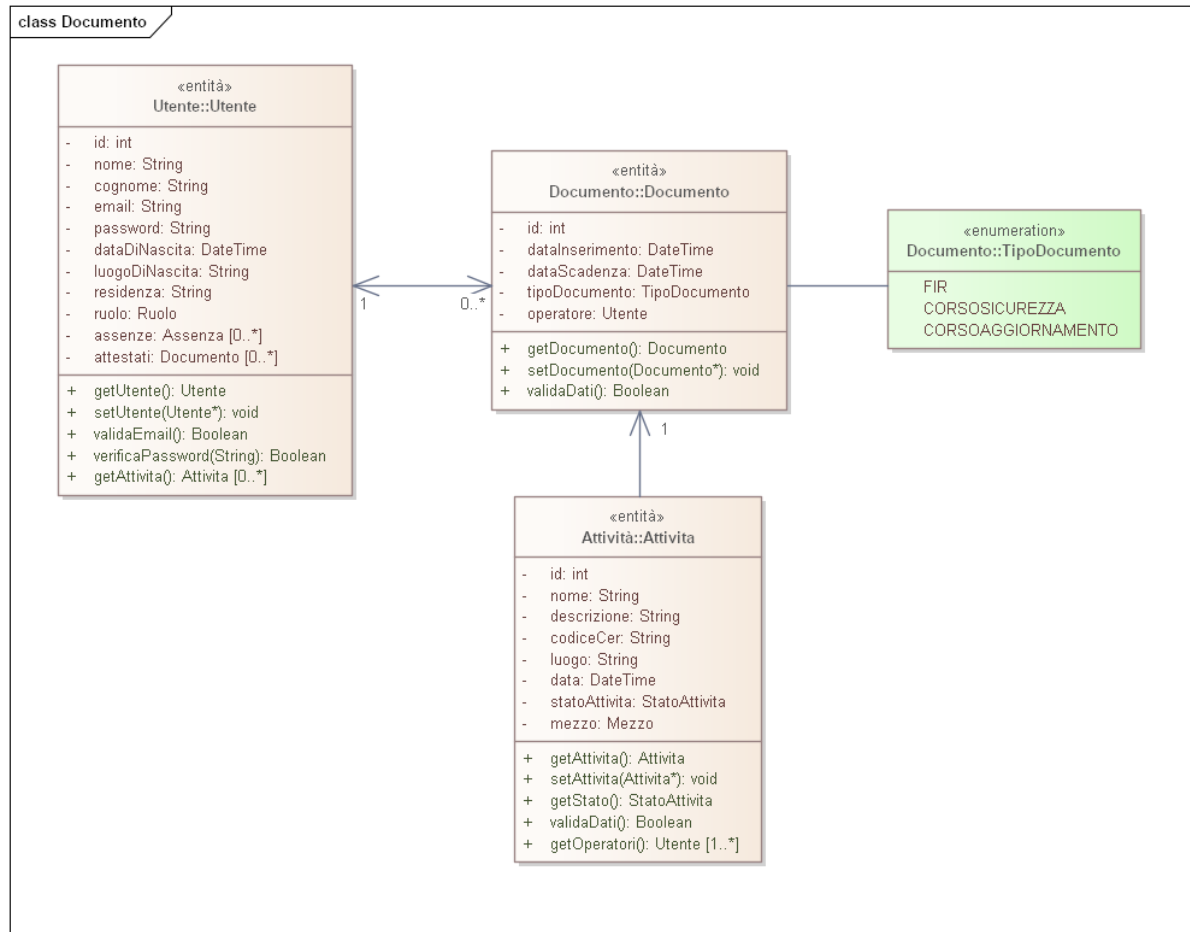 class Documento
«entità»
Utente::Utente
- id: int
- nome: String
- cognome: String
- email: String
- password: String
- dataDiNascita: DateTime
- luogoDiNascita: String
- residenza: String
- ruolo: Ruolo
- assenze: Assenza [0..*]
- attestati: Documento [0..*]
+ getUtente(): Utente
+ setUtente(Utente*): void
+ validaEmail(): Boolean
+ verificaPassword(String): Boolean
+ getAttivita(): Attivita [0..*]
1
0..*
«entità»
Documento::Documento
- id: int
- dataInserimento: DateTime
- dataScadenza: DateTime
- tipoDocumento: TipoDocumento
- operatore: Utente
+ getDocumento(): Documento
+ setDocumento(Documento*): void
+ validaDati(): Boolean
«enumeration»
Documento::TipoDocumento
FIR
CORSOSICUREZZA
CORSOAGGIORNAMENTO
1
«entità»
Attività::Attivita
- id: int
- nome: String
- descrizione: String
- codiceCer: String
- luogo: String
- data: DateTime
- statoAttivita: StatoAttivita
- mezzo: Mezzo
+ getAttivita(): Attivita
+ setAttivita(Attivita*): void
+ getStato(): StatoAttivita
+ validaDati(): Boolean
+ getOperatori(): Utente [1..*]